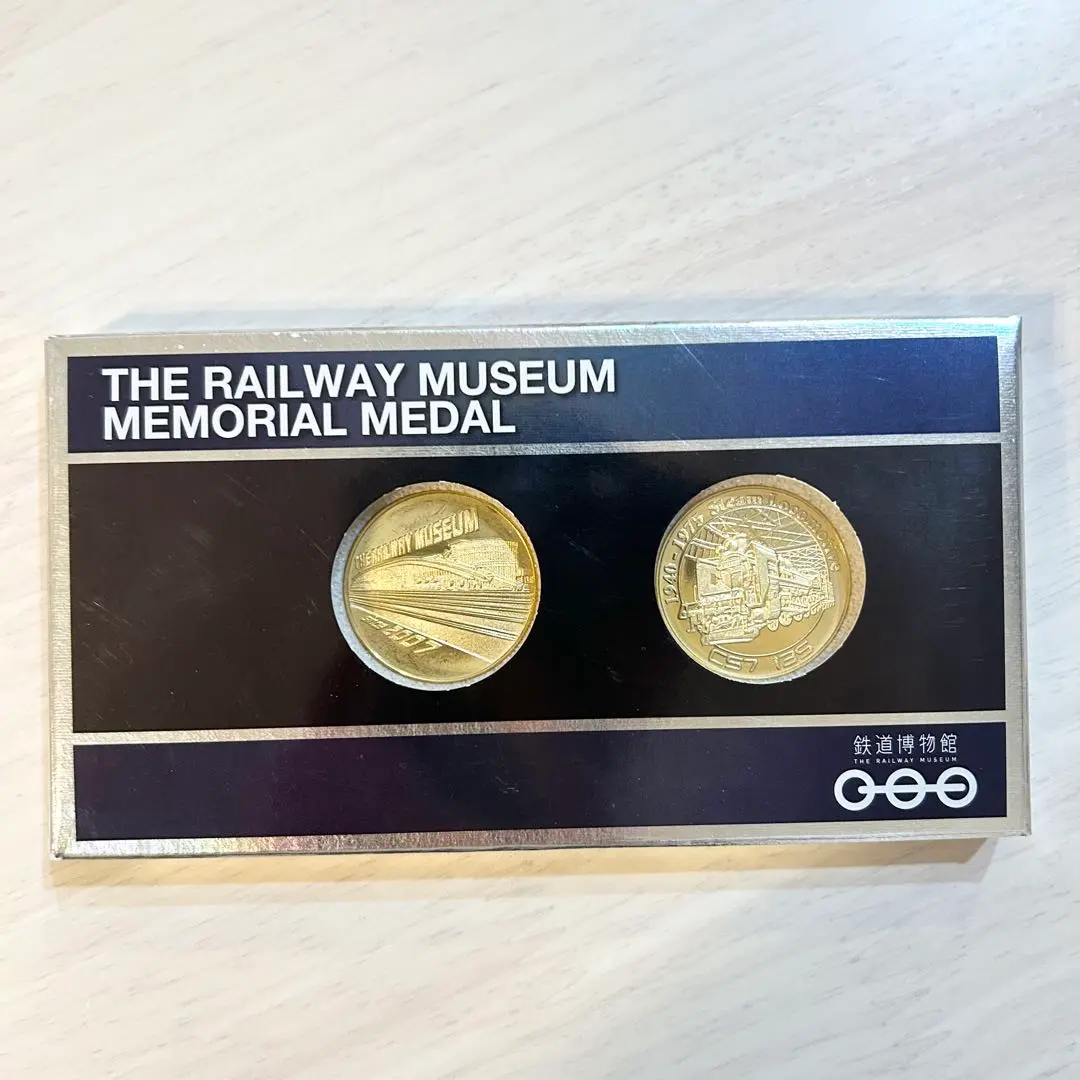 THE RAILWAY MUSEUM
MEMORIAL MEDAL
THE RAILWAY MUSEUM
2007
1940-1975 Steam Locomotive
C57 135
鉄道博物館
THE RAILWAY MUSEUM